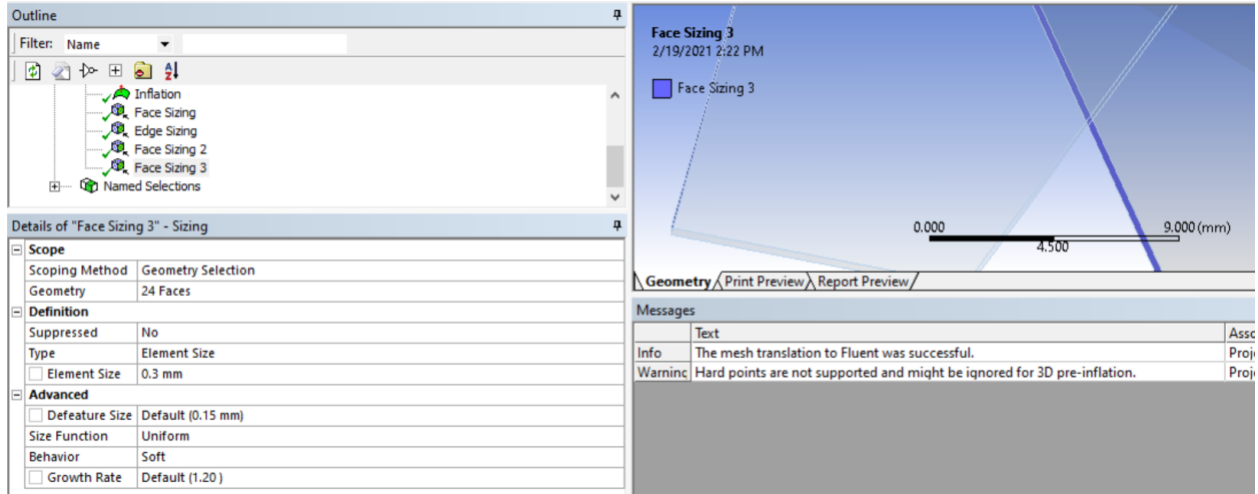 Outline
Filter: Name
Inflation
Face Sizing
Edge Sizing
Face Sizing 2
Face Sizing 3
Named Selections
Details of "Face Sizing 3" - Sizing
Scope
Scoping Method Geometry Selection
Geometry 24 Faces
Definition
Suppressed No
Type Element Size
Element Size 0.3 mm
Advanced
Defeature Size Default (0.15 mm)
Size Function Uniform
Behavior Soft
Growth Rate Default (1.20 )
Face Sizing 3
2/19/2021 2:22 PM
Face Sizing 3
0.000 9.000 (mm)
4.500
Geometry Print Preview Report Preview
Messages
Text Asso
Info The mesh translation to Fluent was successful. Proje
Warning Hard points are not supported and might be ignored for 3D pre-inflation. Proje